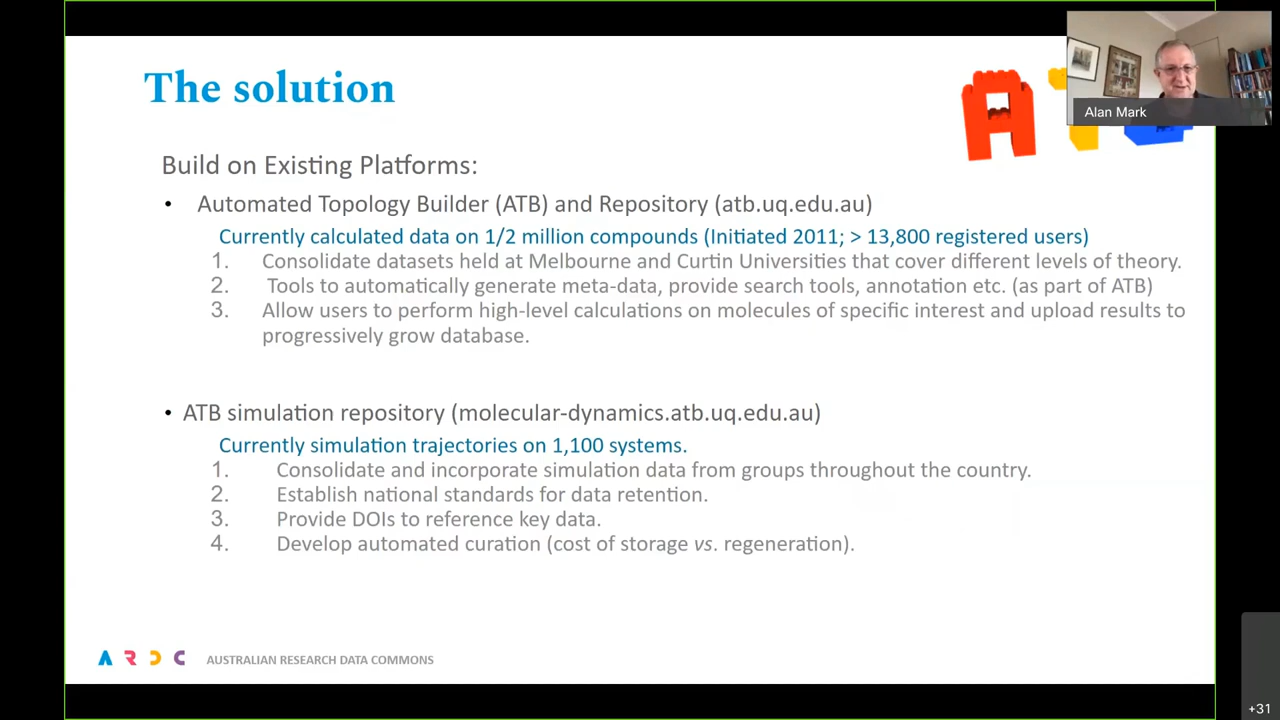 The solution
Alan Mark
Build on Existing Platforms:
• Automated Topology Builder (ATB) and Repository (atb.uq.edu.au)
Currently calculated data on 1/2 million compounds (Initiated 2011; > 13,800 registered users)
1. Consolidate datasets held at Melbourne and Curtin Universities that cover different levels of theory.
2. Tools to automatically generate meta-data, provide search tools, annotation etc. (as part of ATB)
3. Allow users to perform high-level calculations on molecules of specific interest and upload results to
progressively grow database.
• ATB simulation repository (molecular-dynamics.atb.uq.edu.au)
Currently simulation trajectories on 1,100 systems.
1. Consolidate and incorporate simulation data from groups throughout the country.
2. Establish national standards for data retention.
3. Provide DOIs to reference key data.
4. Develop automated curation (cost of storage vs. regeneration).
ARDC AUSTRALIAN RESEARCH DATA COMMONS
+31